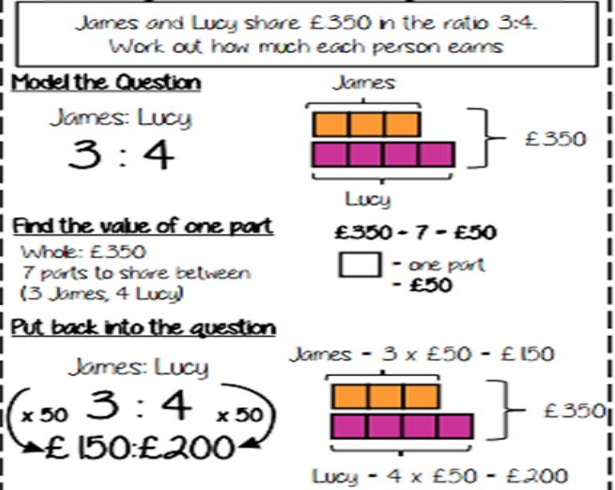 James and Lucy share £350 in the ratio 3:4.
Work out how much each person earns
Model the Question
James: Lucy
3 : 4
James
£350
Lucy
Find the value of one part
Whole: £350
7 parts to share between
(3 James, 4 Lucy)
£350 ÷ 7 = £50
= one part
= £50
Put back into the question
James: Lucy
x 50 3 : 4 x 50
£150:£200
James = 3 x £50 = £150
£350
Lucy = 4 x £50 = £200